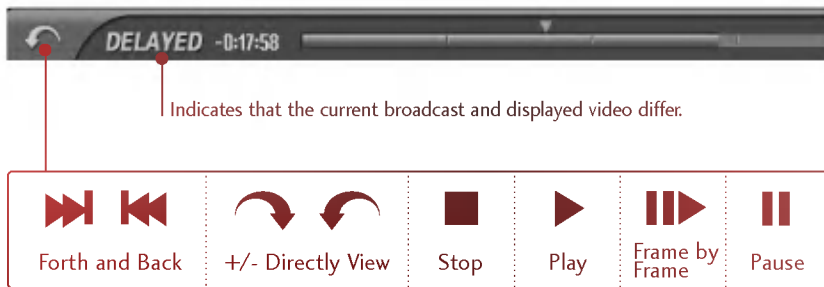 DELAYED -0:17:58
Indicates that the current broadcast and displayed video differ.
Forth and Back
+/- Directly View
Stop
Play
Frame by
Frame
Pause